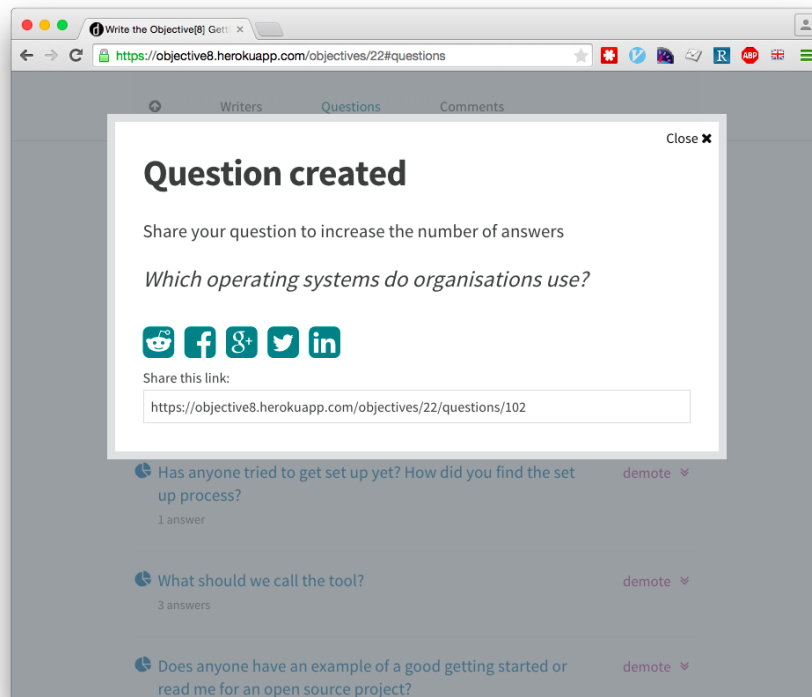 Write the Objective[8] Gett
https://objective8.herokuapp.com/objectives/22#questions
R
ABP
Writers
Questions
Comments
Close
Question created
Share your question to increase the number of answers
Which operating systems do organisations use?
Share this link:
https://objective8.herokuapp.com/objectives/22/questions/102
Has anyone tried to get set up yet? How did you find the set
demote
up process?
1 answer
What should we call the tool?
demote
3 answers
Does anyone have an example of a good getting started or
demote
read me for an open source project?